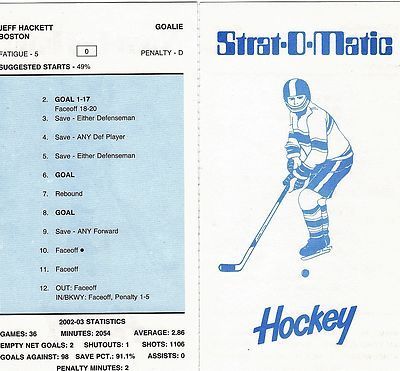 JEFF HACKETT GOALIE
BOSTON
FATIGUE - 5 0 PENALTY - D
SUGGESTED STARTS - 49%
2. GOAL 1-17
Faceoff 18-20
3. Save - Either Defenseman
4. Save - ANY Def Player
5. Save - Either Defenseman
6. GOAL
7. Rebound
8. GOAL
9. Save - ANY Forward
10. Faceoff ●
11. Faceoff
12. OUT: Faceoff
IN/BKWY: Faceoff, Penalty 1-5
2002-03 STATISTICS
GAMES: 36 MINUTES: 2054 AVERAGE: 2.86
EMPTY NET GOALS: 2 SHUTOUTS: 1 SHOTS: 1106
GOALS AGAINST: 98 SAVE PCT.: 91.1% ASSISTS: 0
PENALTY MINUTES: 2
Strat-O-Matic
Hockey